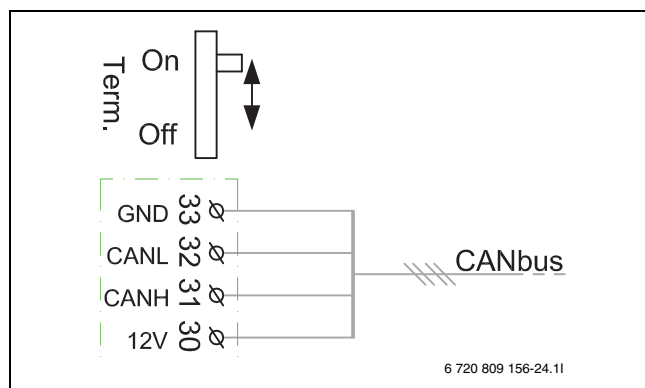 Term.
On
Off
GND 33
CANL 32
CANH 31
12V 30
CANbus
6 720 809 156-24.1I